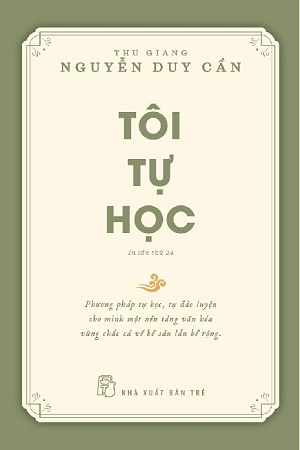 THU GIANG
NGUYỄN DUY CẦN
TÔI
TỰ
HỌC
In lần thứ 24
Phương pháp tự học, tự đào luyện
cho mình một nền tảng văn hóa
vững chắc cả về bề sâu lẫn bề rộng.
NHÀ XUẤT BẢN TRẺ